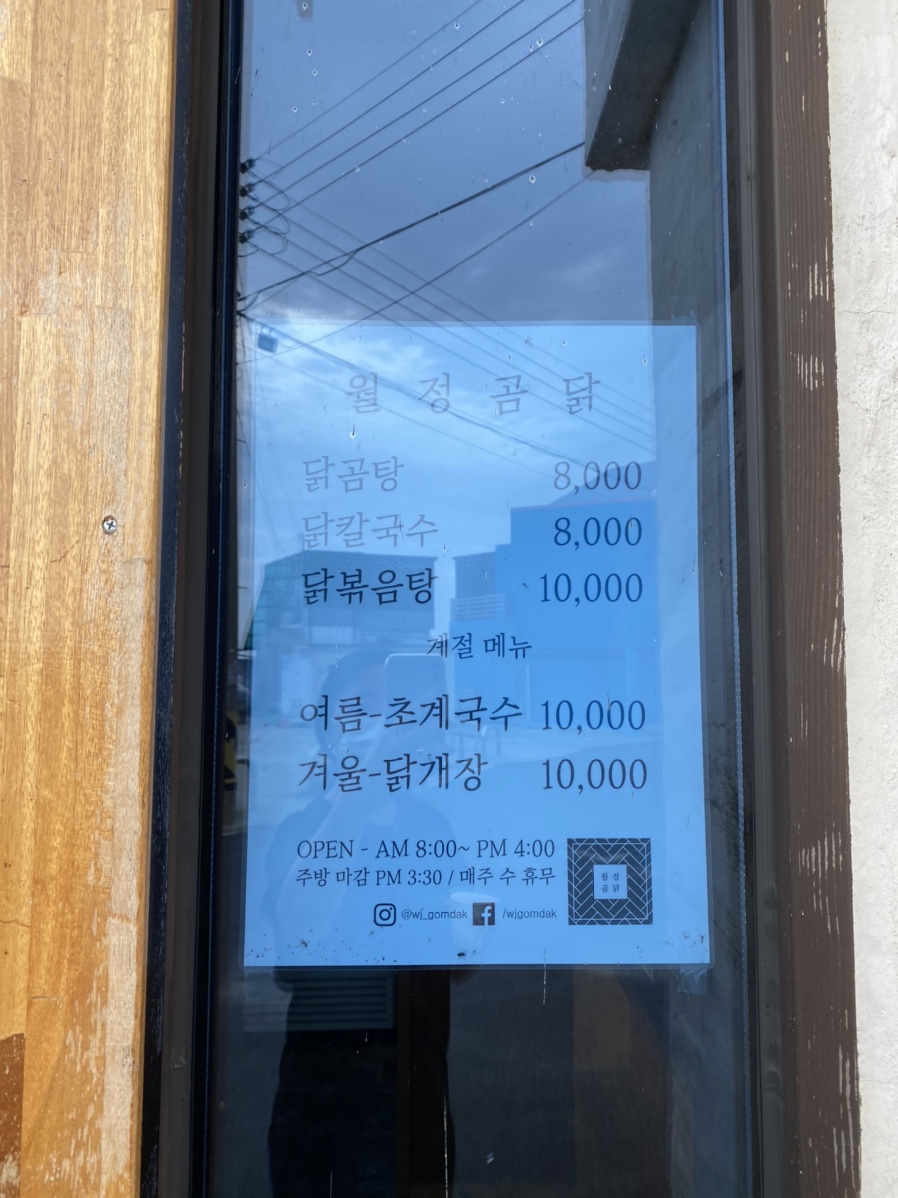 월정곰닭
닭곰탕 8,000
닭칼국수 8,000
닭볶음탕 10,000
계절 메뉴
여름-초계국수 10,000
겨울-닭개장 10,000
OPEN - AM 8:00~ PM 4:00
주방 마감 PM 3:30 / 매주 수 휴무
@wj_gomdak /wjgomdak
월정
곰닭